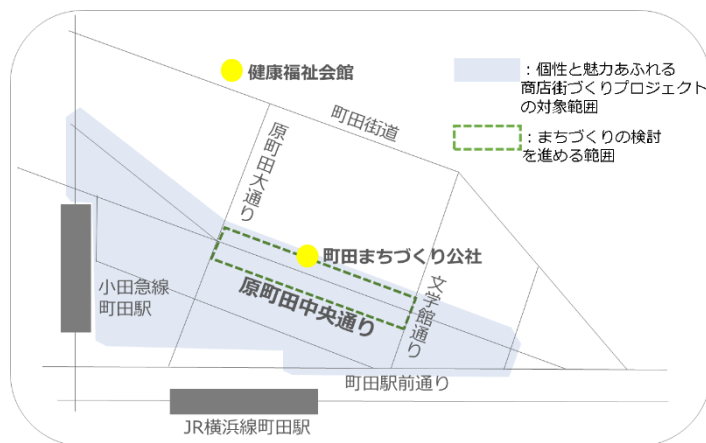 健康福祉会館
：個性と魅力あふれる
商店街づくりプロジェクト
の対象範囲
町田街道
：まちづくりの検討
を進める範囲
原町田大通り
町田まちづくり公社
小田急線
町田駅
原町田中央通り
文学館通り
町田駅前通り
JR横浜線町田駅